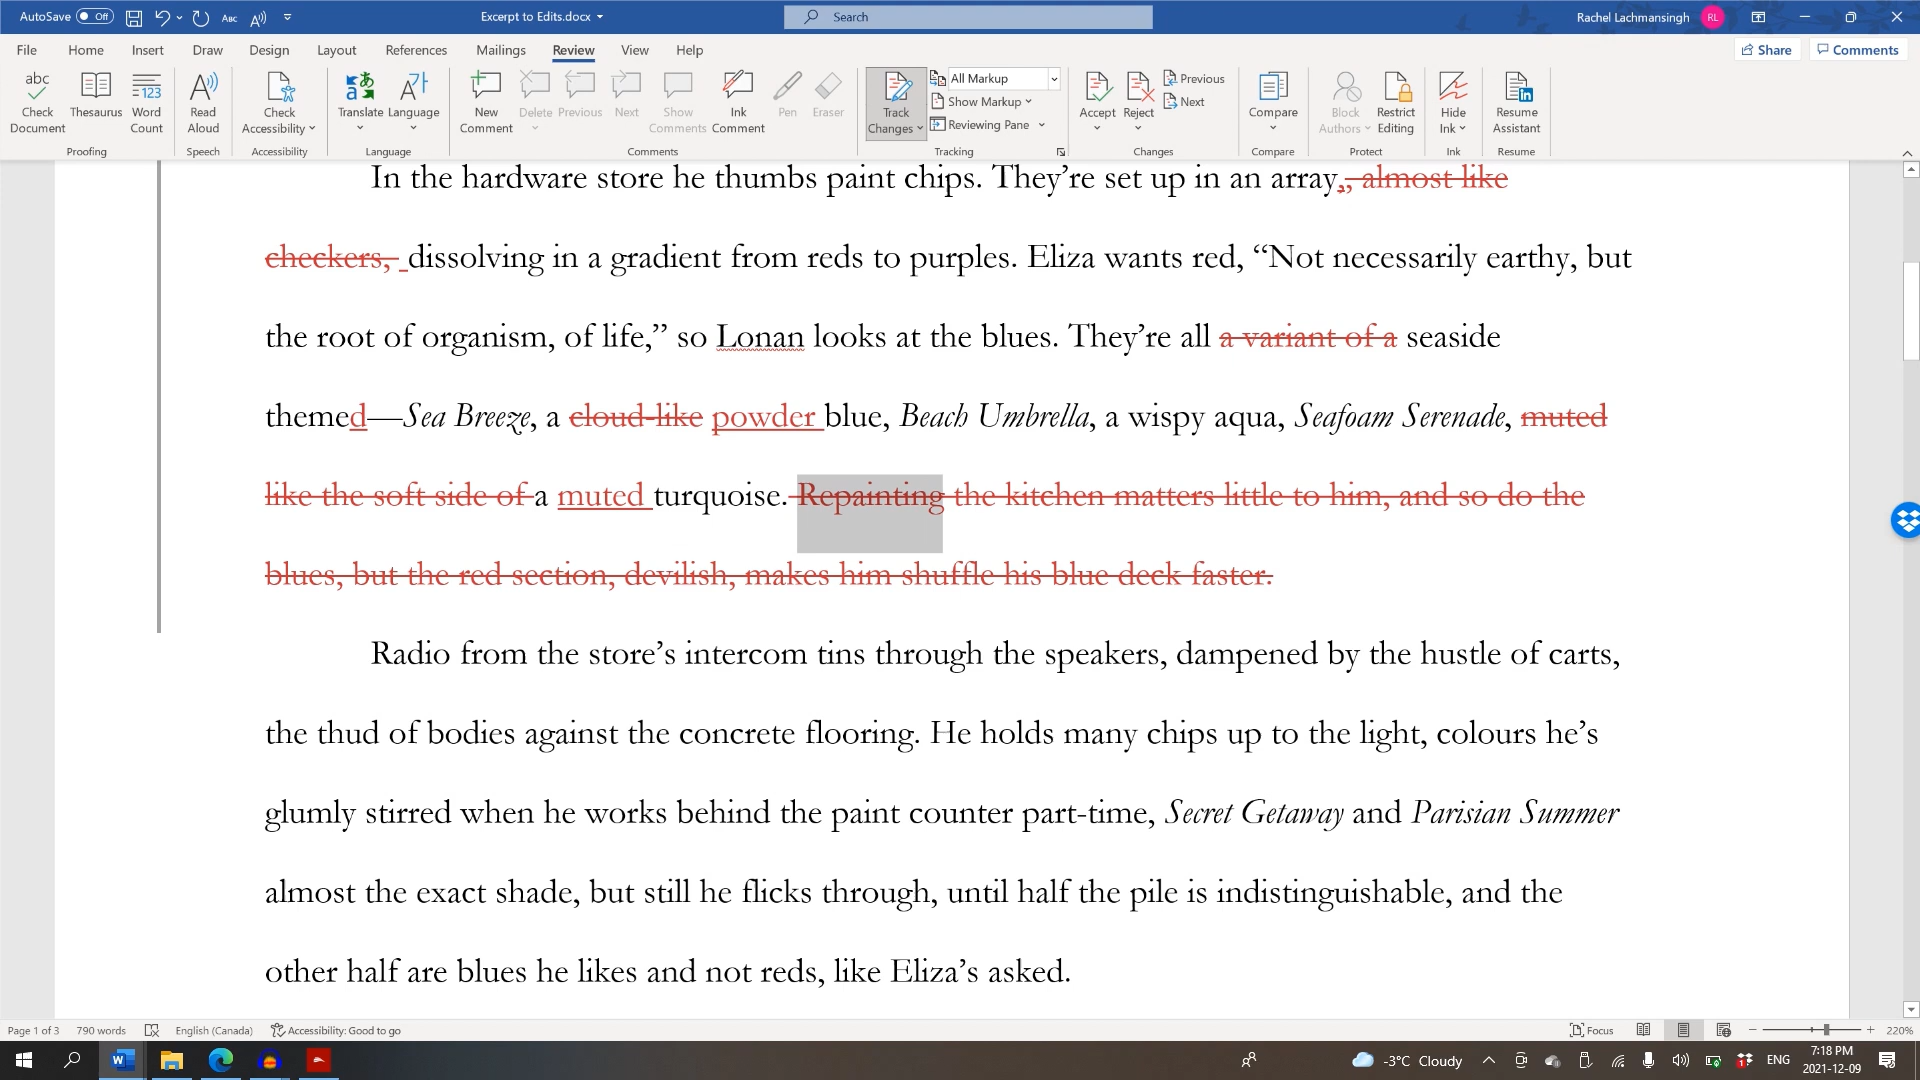 AutoSave Off Abc Excerpt to Edits.docx Search Rachel Lachmansingh RL
File Home Insert Draw Design Layout References Mailings Review View Help Share Comments
abc Check Document Thesaurus 123 Word Count Read Aloud Check Accessibility Translate Language New Comment Delete Previous Next Show Comments Ink Comment Pen Eraser Track Changes All Markup Show Markup Reviewing Pane Accept Reject Previous Next Compare Block Authors Restrict Editing Hide Ink Resume Assistant
Proofing Speech Accessibility Language Comments Tracking Changes Compare Protect Ink Resume
In the hardware store he thumbs paint chips. They’re set up in an array,, almost like
checkers, dissolving in a gradient from reds to purples. Eliza wants red, “Not necessarily earthy, but
the root of organism, of life,” so Lonan looks at the blues. They’re all a variant of a seaside
themed—Sea Breeze, a cloud-like powder blue, Beach Umbrella, a wispy aqua, Seafoam Serenade, muted
like the soft side of a muted turquoise. Repainting the kitchen matters little to him, and so do the
blues, but the red section, devilish, makes him shuffle his blue deck faster.
Radio from the store’s intercom tins through the speakers, dampened by the hustle of carts,
the thud of bodies against the concrete flooring. He holds many chips up to the light, colours he’s
glumly stirred when he works behind the paint counter part-time, Secret Getaway and Parisian Summer
almost the exact shade, but still he flicks through, until half the pile is indistinguishable, and the
other half are blues he likes and not reds, like Eliza’s asked.
Page 1 of 3 790 words English (Canada) Accessibility: Good to go Focus 220%
-3°C Cloudy ENG 7:18 PM
2021-12-09